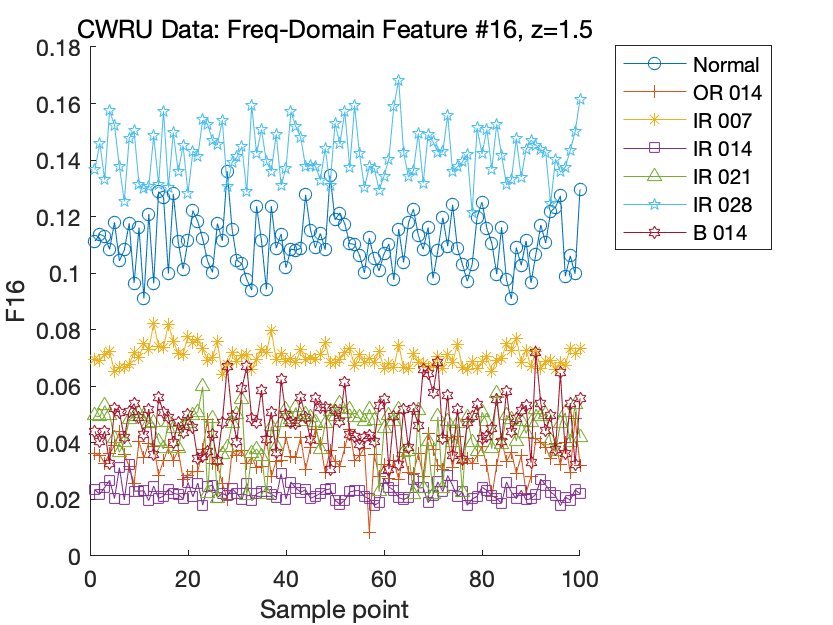 CWRU Data: Freq-Domain Feature #16, z=1.5
0.18
0.16
0.14
0.12
0.1
0.08
0.06
0.04
0.02
0
F16
0
20
40
60
80
100
Sample point
Normal
OR 014
IR 007
IR 014
IR 021
IR 028
B 014